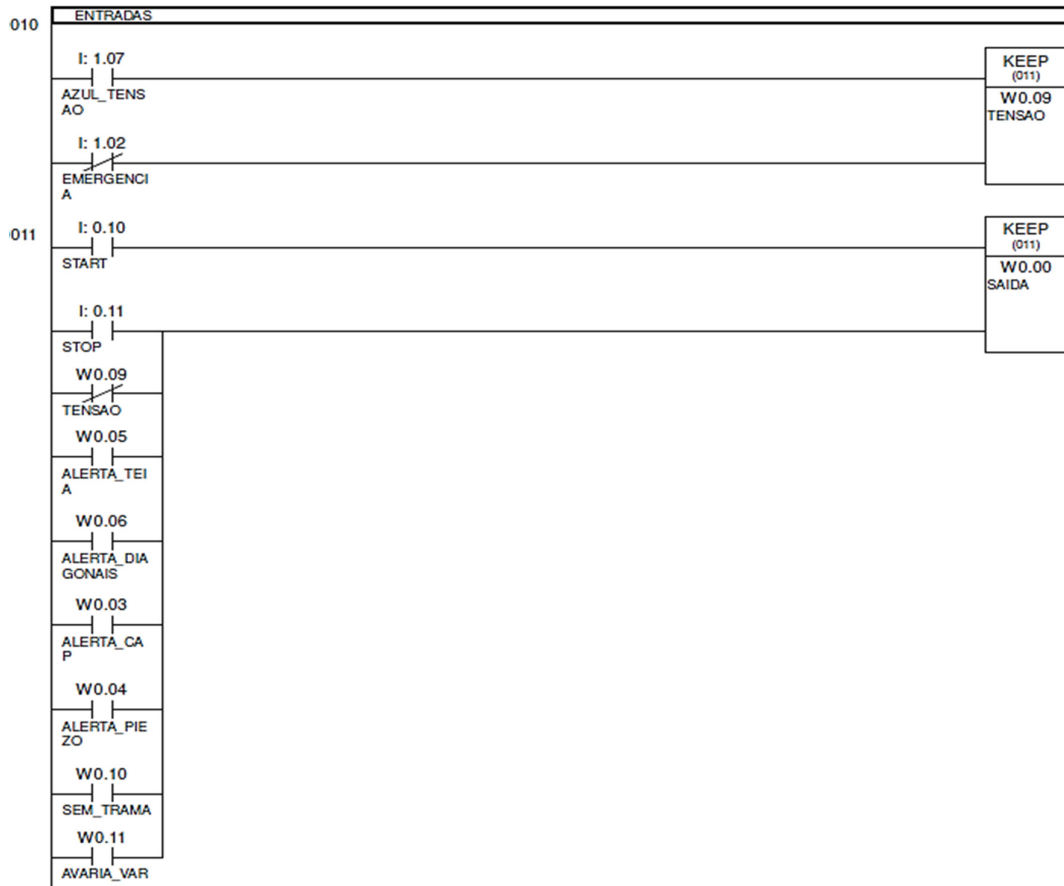 ENTRADAS
010
I: 1.07
AZUL_TENS
AO
KEEP
(011)
W0.09
TENSAO
I: 1.02
EMERGENCI
A
011
I: 0.10
START
KEEP
(011)
W0.00
SAIDA
I: 0.11
STOP
W0.09
TENSAO
W0.05
ALERTA_TEI
A
W0.06
ALERTA_DIA
GONAIS
W0.03
ALERTA_CA
P
W0.04
ALERTA_PIE
ZO
W0.10
SEM_TRAMA
W0.11
AVARIA_VAR